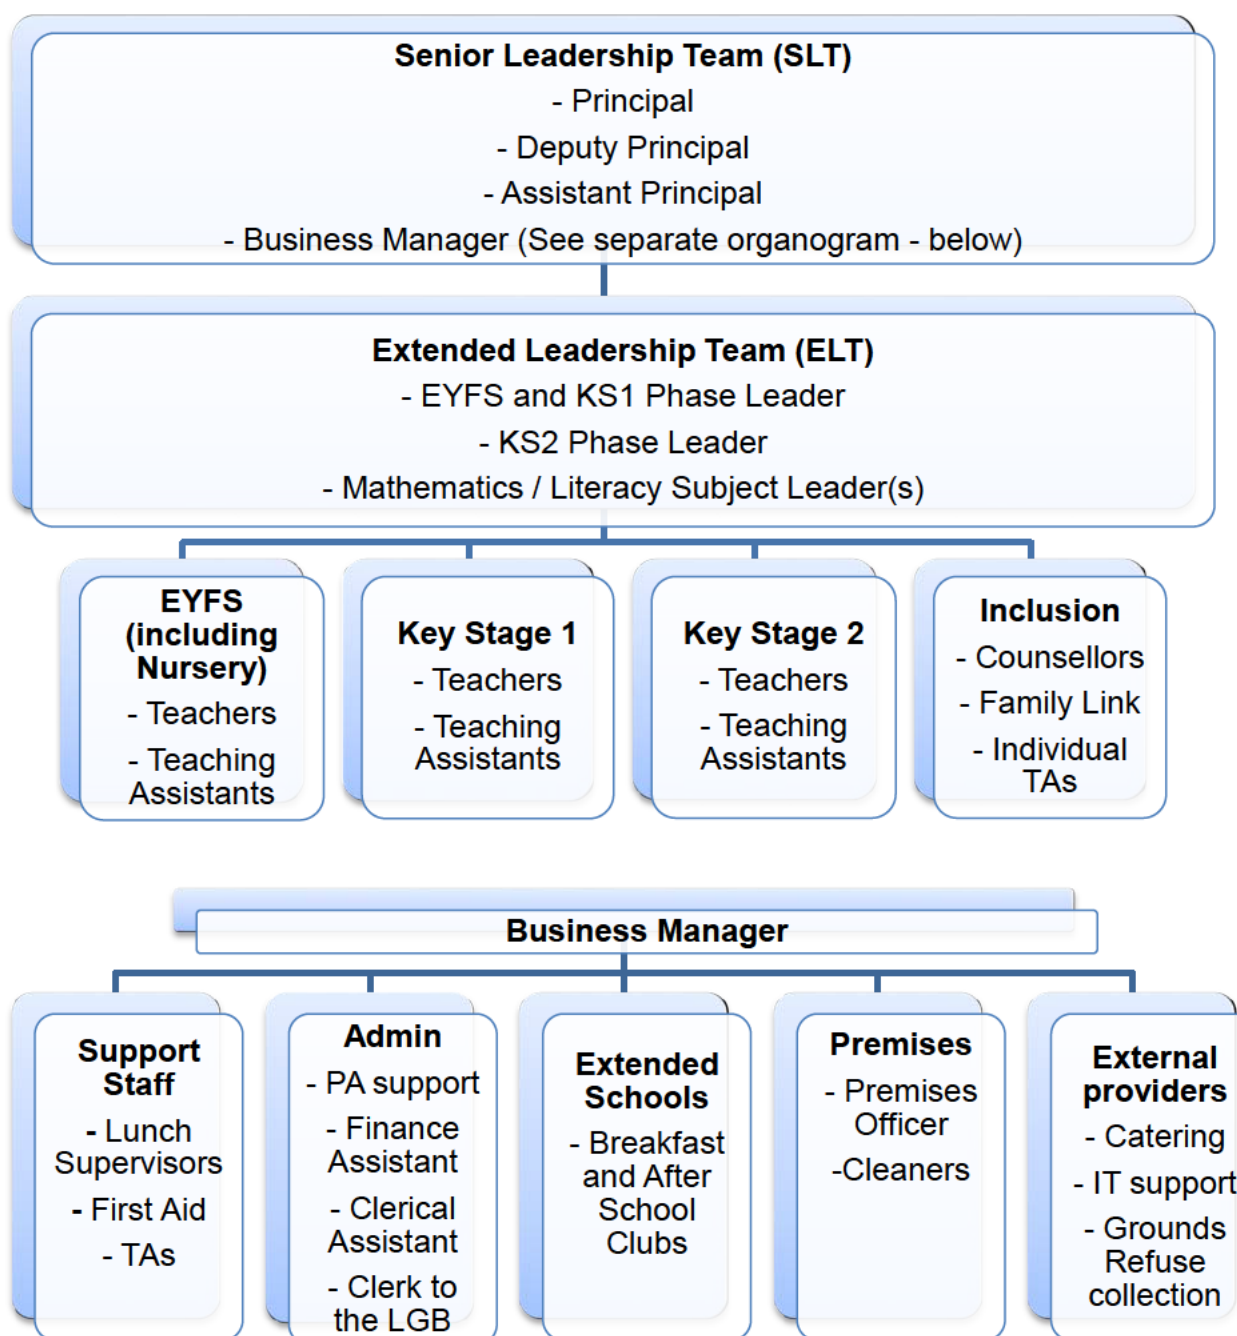 Senior Leadership Team (SLT)
- Principal
- Deputy Principal
- Assistant Principal
- Business Manager (See separate organogram - below)
Extended Leadership Team (ELT)
- EYFS and KS1 Phase Leader
- KS2 Phase Leader
- Mathematics / Literacy Subject Leader(s)
EYFS
(including
Nursery)
- Teachers
- Teaching
Assistants
Key Stage 1
- Teachers
- Teaching
Assistants
Key Stage 2
- Teachers
- Teaching
Assistants
Inclusion
- Counsellors
- Family Link
- Individual
TAs
Business Manager
Support
Staff
- Lunch
Supervisors
- First Aid
- TAs
Admin
- PA support
- Finance
Assistant
- Clerical
Assistant
- Clerk to
the LGB
Extended
Schools
- Breakfast
and After
School
Clubs
Premises
- Premises
Officer
-Cleaners
External
providers
- Catering
- IT support
- Grounds
Refuse
collection